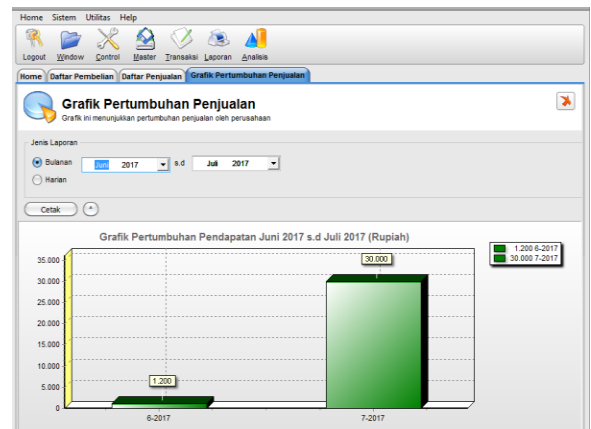 Home Sistem Utilitas Help
Logout Window Control Master Transaksi Laporan Analisis
Home Daftar Pembelian Daftar Penjualan Grafik Pertumbuhan Penjualan
Grafik Pertumbuhan Penjualan
Grafik ini menunjukkan pertumbuhan penjualan oleh perusahaan
Jenis Laporan
Bulanan Juni 2017 s.d Juli 2017
Harian
Cetak
Grafik Pertumbuhan Pendapatan Juni 2017 s.d Juli 2017 (Rupiah)
1.200 6-2017
30.000 7-2017
35.000
30.000
30.000
25.000
20.000
15.000
10.000
5.000
1.200
0
6-2017 7-2017